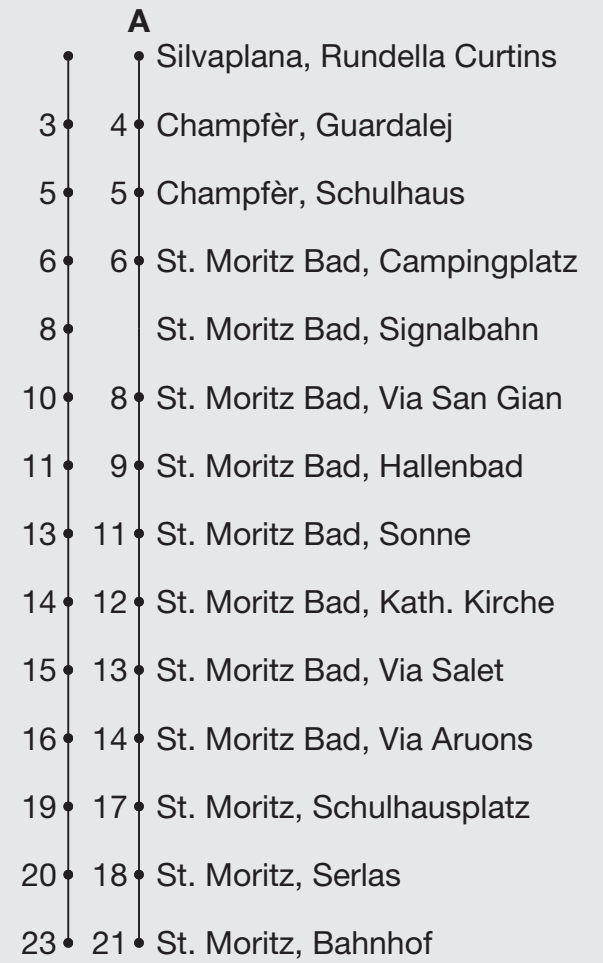 A
Silvaplana, Rundella Curtins
3 4 Champfèr, Guardalej
5 5 Champfèr, Schulhaus
6 6 St. Moritz Bad, Campingplatz
8 St. Moritz Bad, Signalbahn
10 8 St. Moritz Bad, Via San Gian
11 9 St. Moritz Bad, Hallenbad
13 11 St. Moritz Bad, Sonne
14 12 St. Moritz Bad, Kath. Kirche
15 13 St. Moritz Bad, Via Salet
16 14 St. Moritz Bad, Via Aruons
19 17 St. Moritz, Schulhausplatz
20 18 St. Moritz, Serlas
23 21 St. Moritz, Bahnhof